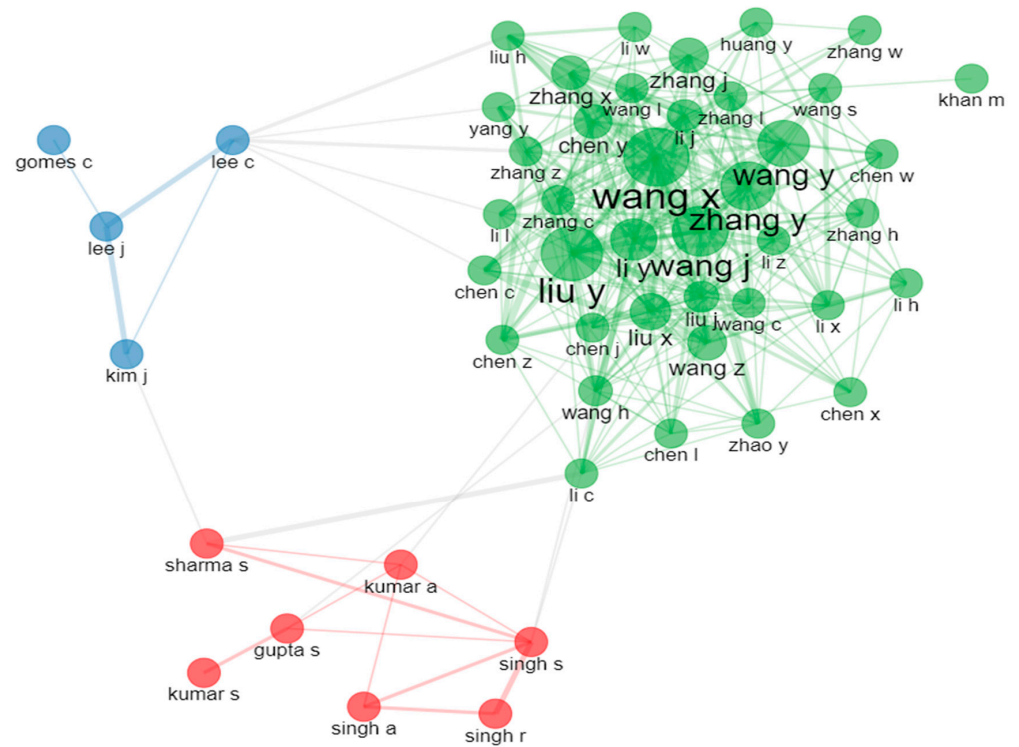 liu h
li w
huang y
zhang w
zhang x
zhang j
wang l
zhang l
wang s
khan m
yang y
chen y
li j
gomes c
lee c
zhang z
wang x
wang y
chen w
zhang c
zhang y
li l
zhang h
lee j
li y
wang j
li z
chen c
liu y
li h
liu j
wang c
li x
liu x
chen j
chen z
wang z
kim j
wang h
chen x
chen l
zhao y
li c
sharma s
kumar a
gupta s
singh s
kumar s
singh a
singh r